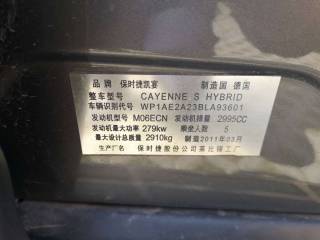 品牌 保时捷凯宴 制造国 德国
整车型号 CAYENNE S HYBRID
车辆识别代号 WP1AE2A23BLA93601
发动机型号 M06ECN 发动机排量 2995CC
发动机最大功率 279kw 乘坐人数 5
最大设计总质量 2910kg 制造2011年03月
生产厂名 保时捷股份公司莱比锡工厂